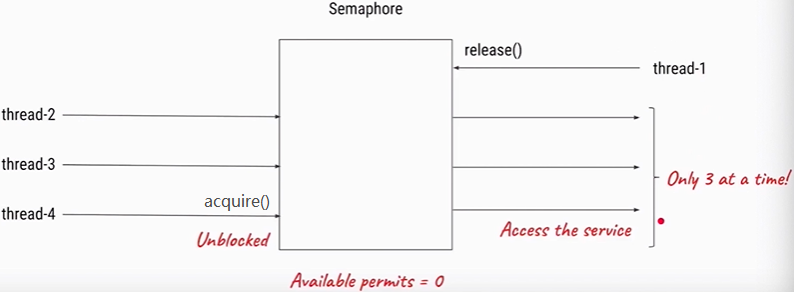 Semaphore
release()
thread-1
thread-2
thread-3
Only 3 at a time!
acquire()
thread-4
Access the service
Unblocked
Available permits = 0